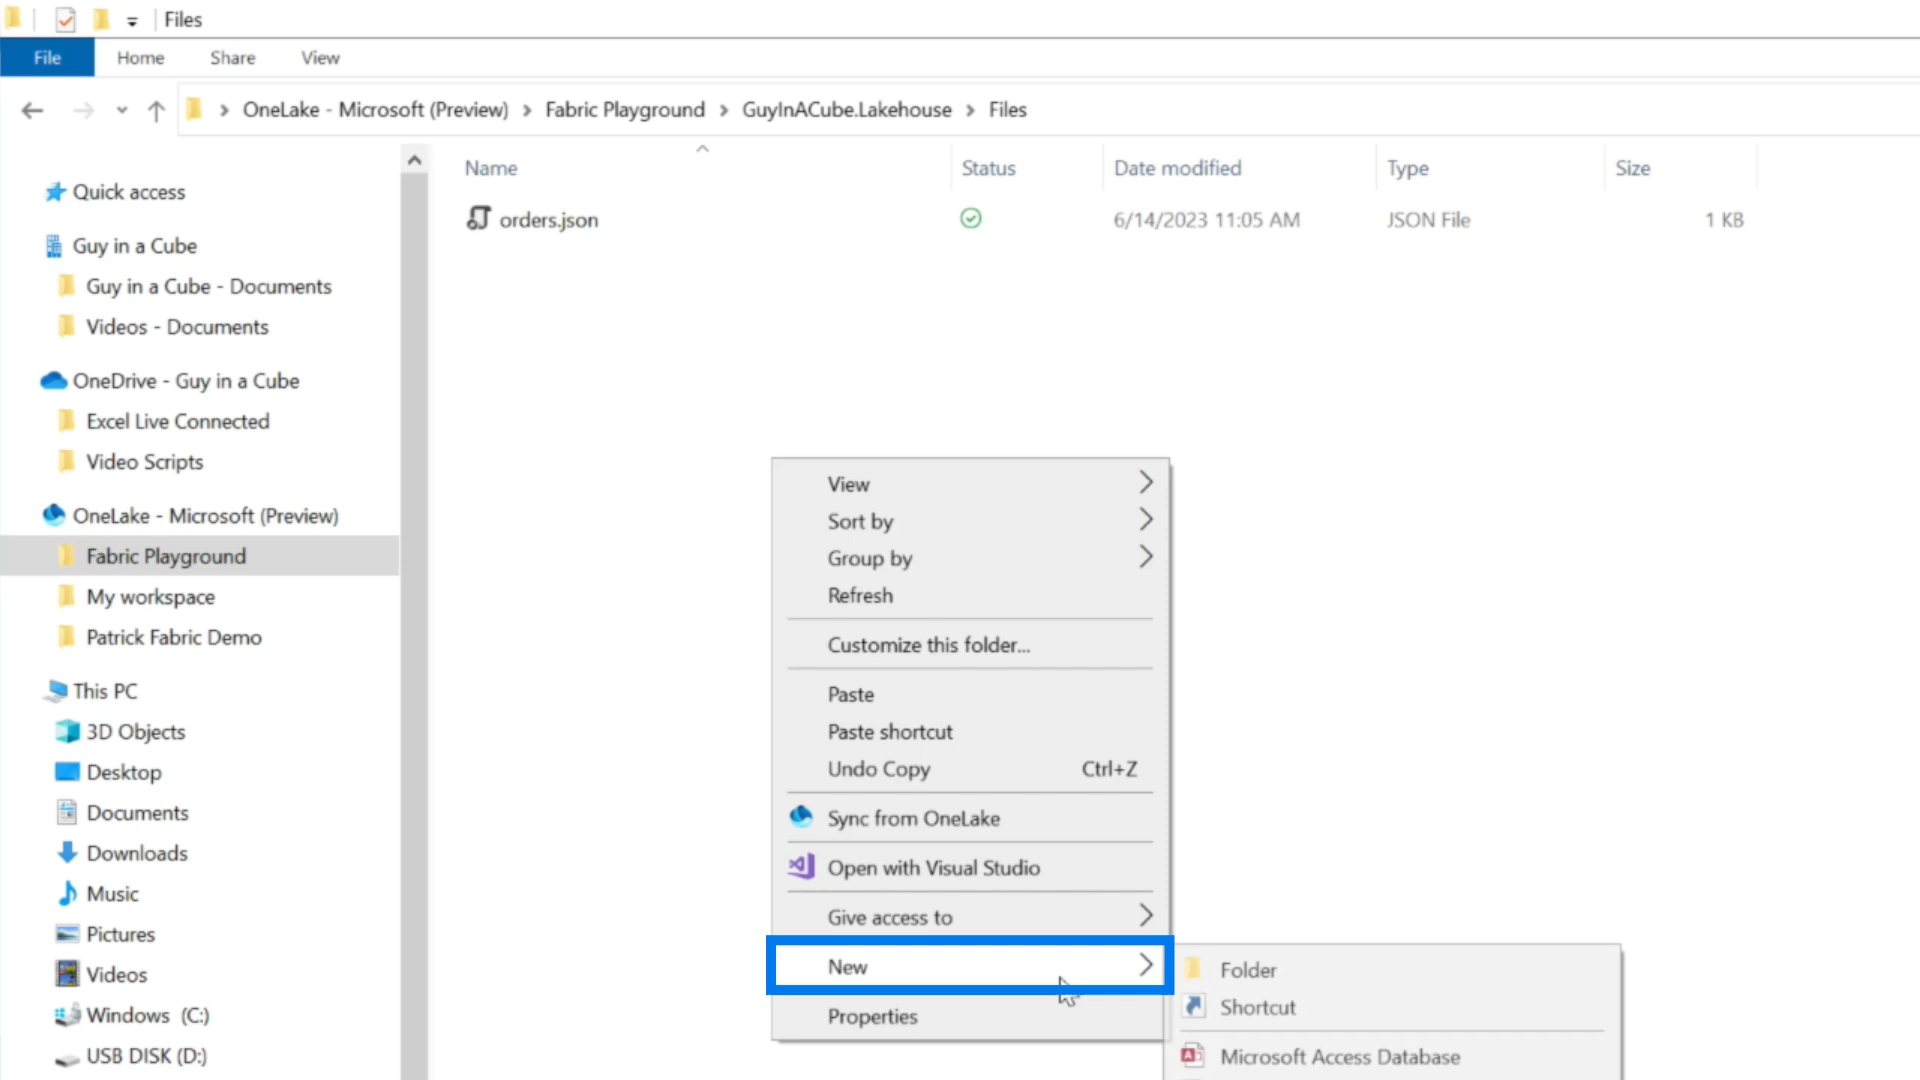 Files
File Home Share View
OneLake - Microsoft (Preview) > Fabric Playground > GuyInACube.Lakehouse > Files
Name Status Date modified Type Size
orders.json 6/14/2023 11:05 AM JSON File 1 KB
Quick access
Guy in a Cube
Guy in a Cube - Documents
Videos - Documents
OneDrive - Guy in a Cube
Excel Live Connected
Video Scripts
OneLake - Microsoft (Preview)
Fabric Playground
My workspace
Patrick Fabric Demo
This PC
3D Objects
Desktop
Documents
Downloads
Music
Pictures
Videos
Windows (C:)
USB DISK (D:)
View
Sort by
Group by
Refresh
Customize this folder...
Paste
Paste shortcut
Undo Copy Ctrl+Z
Sync from OneLake
Open with Visual Studio
Give access to
New
Properties
Folder
Shortcut
Microsoft Access Database